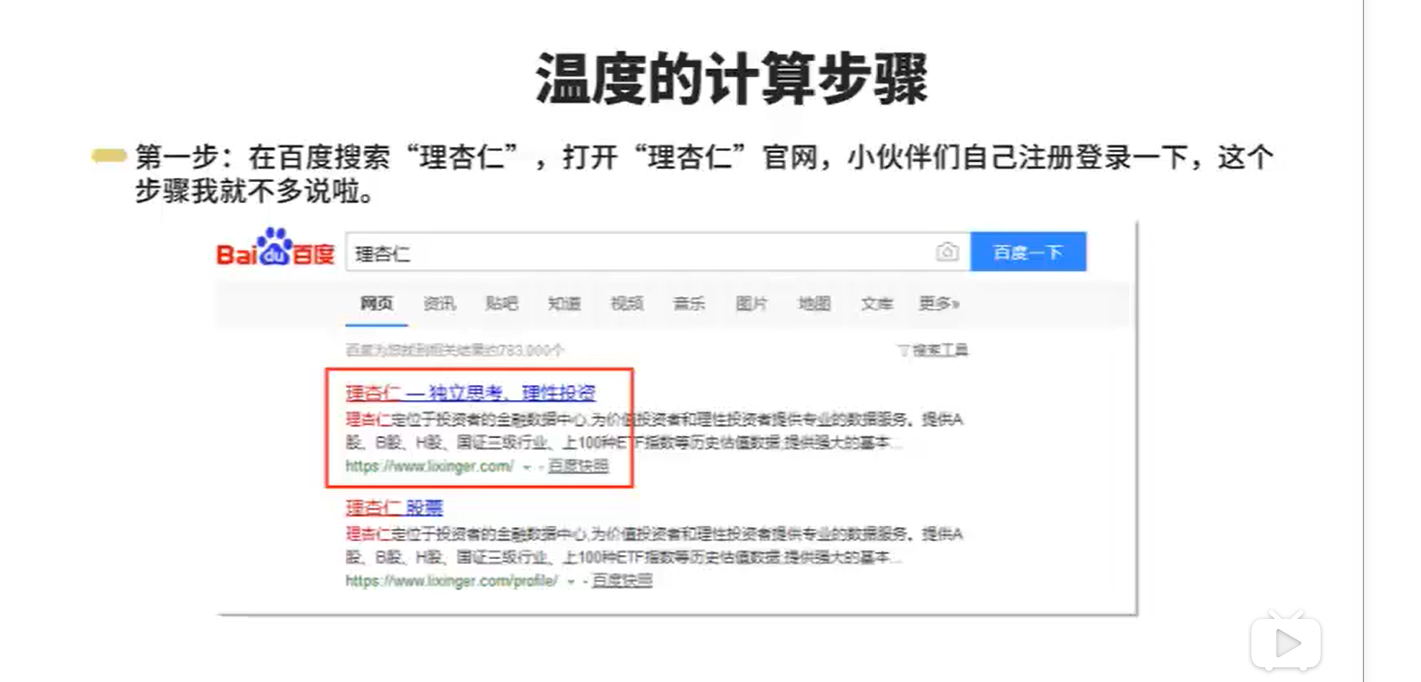 温度的计算步骤
第一步：在百度搜索“理杏仁”，打开“理杏仁”官网，小伙伴们自己注册登录一下，这个
步骤我就不多说啦。
Bai du 百度 理杏仁 百度一下
网页 资讯 贴吧 知道 视频 音乐 图片 地图 文库 更多»
百度为您找到相关结果约783,000个 搜索工具
理杏仁 — 独立思考、理性投资
理杏仁定位于投资者的金融数据中心,为价值投资者和理性投资者提供专业的数据服务。提供A
股、B股、H股、国证三级行业、上100种ETF指数等历史估值数据,提供强大的基本...
https://www.lixinger.com/ - 百度快照
理杏仁 股票
理杏仁定位于投资者的金融数据中心,为价值投资者和理性投资者提供专业的数据服务。提供A
股、B股、H股、国证三级行业、上100种ETF指数等历史估值数据,提供强大的基本...
https://www.lixinger.com/profile/ - 百度快照